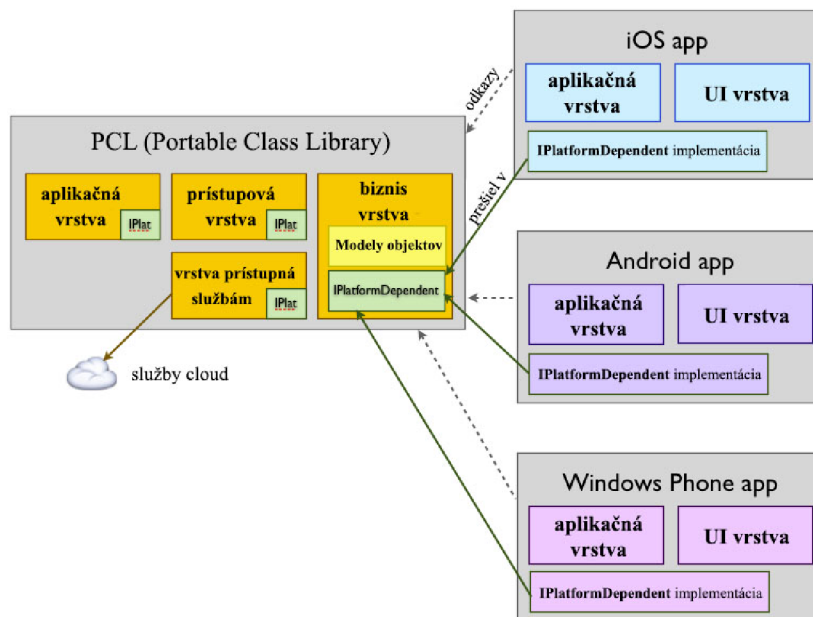 iOS app
aplikačná
vrstva
UI vrstva
IPlatformDependent implementácia
odkazy
prešiel v
PCL (Portable Class Library)
aplikačná
vrstva
IPlat
prístupová
vrstva
IPlat
biznis
vrstva
Modely objektov
IPlatformDependent
vrstva prístupná
službám
IPlat
služby cloud
Android app
aplikačná
vrstva
UI vrstva
IPlatformDependent implementácia
Windows Phone app
aplikačná
vrstva
UI vrstva
IPlatformDependent implementácia